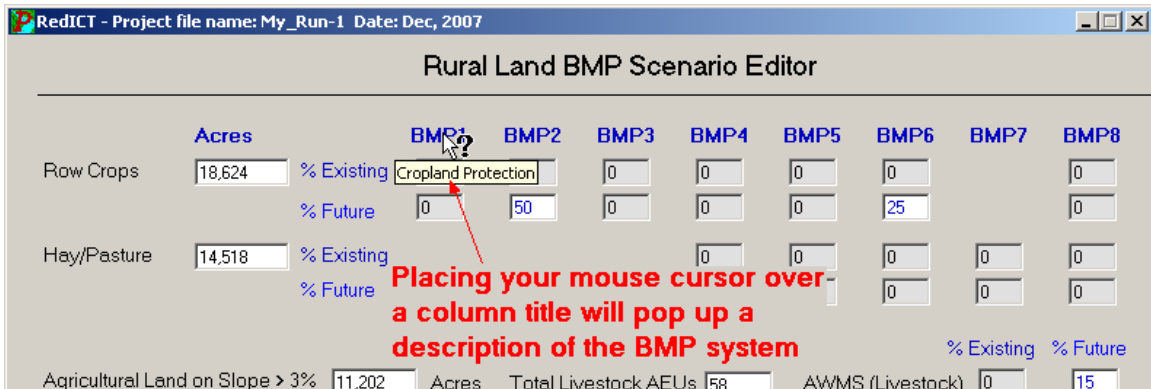 RedICT - Project file name: My_Run-1 Date: Dec, 2007
Rural Land BMP Scenario Editor
Acres BMP1 BMP2 BMP3 BMP4 BMP5 BMP6 BMP7 BMP8
Row Crops 18,624 % Existing Cropland Protection 0 0 0 0 0
% Future 0 50 0 0 0 25 0
Hay/Pasture 14,518 % Existing 0 0 0 0 0
% Future 0 0 0
Placing your mouse cursor over
a column title will pop up a
description of the BMP system
% Existing % Future
Agricultural Land on Slope > 3% 11,202 Acres Total Livestock AEUs 58 AWMS (Livestock) 0 15